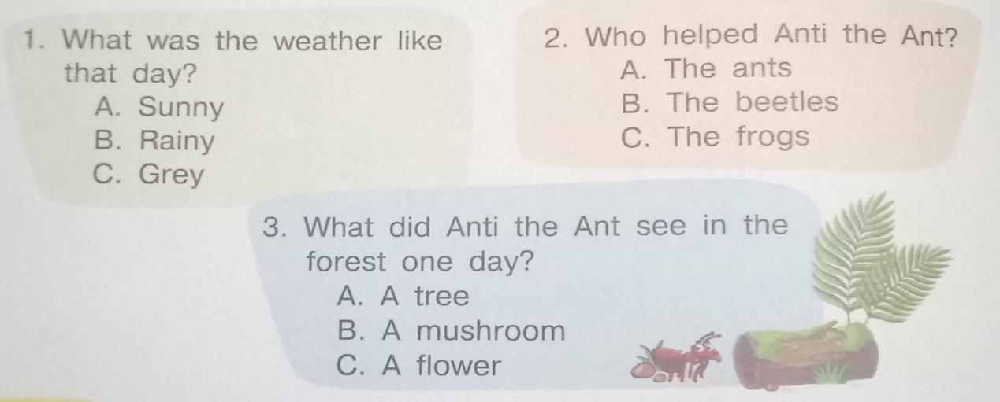 1. What was the weather like
that day?
A. Sunny
B. Rainy
C. Grey
2. Who helped Anti the Ant?
A. The ants
B. The beetles
C. The frogs
3. What did Anti the Ant see in the
forest one day?
A. A tree
B. A mushroom
C. A flower